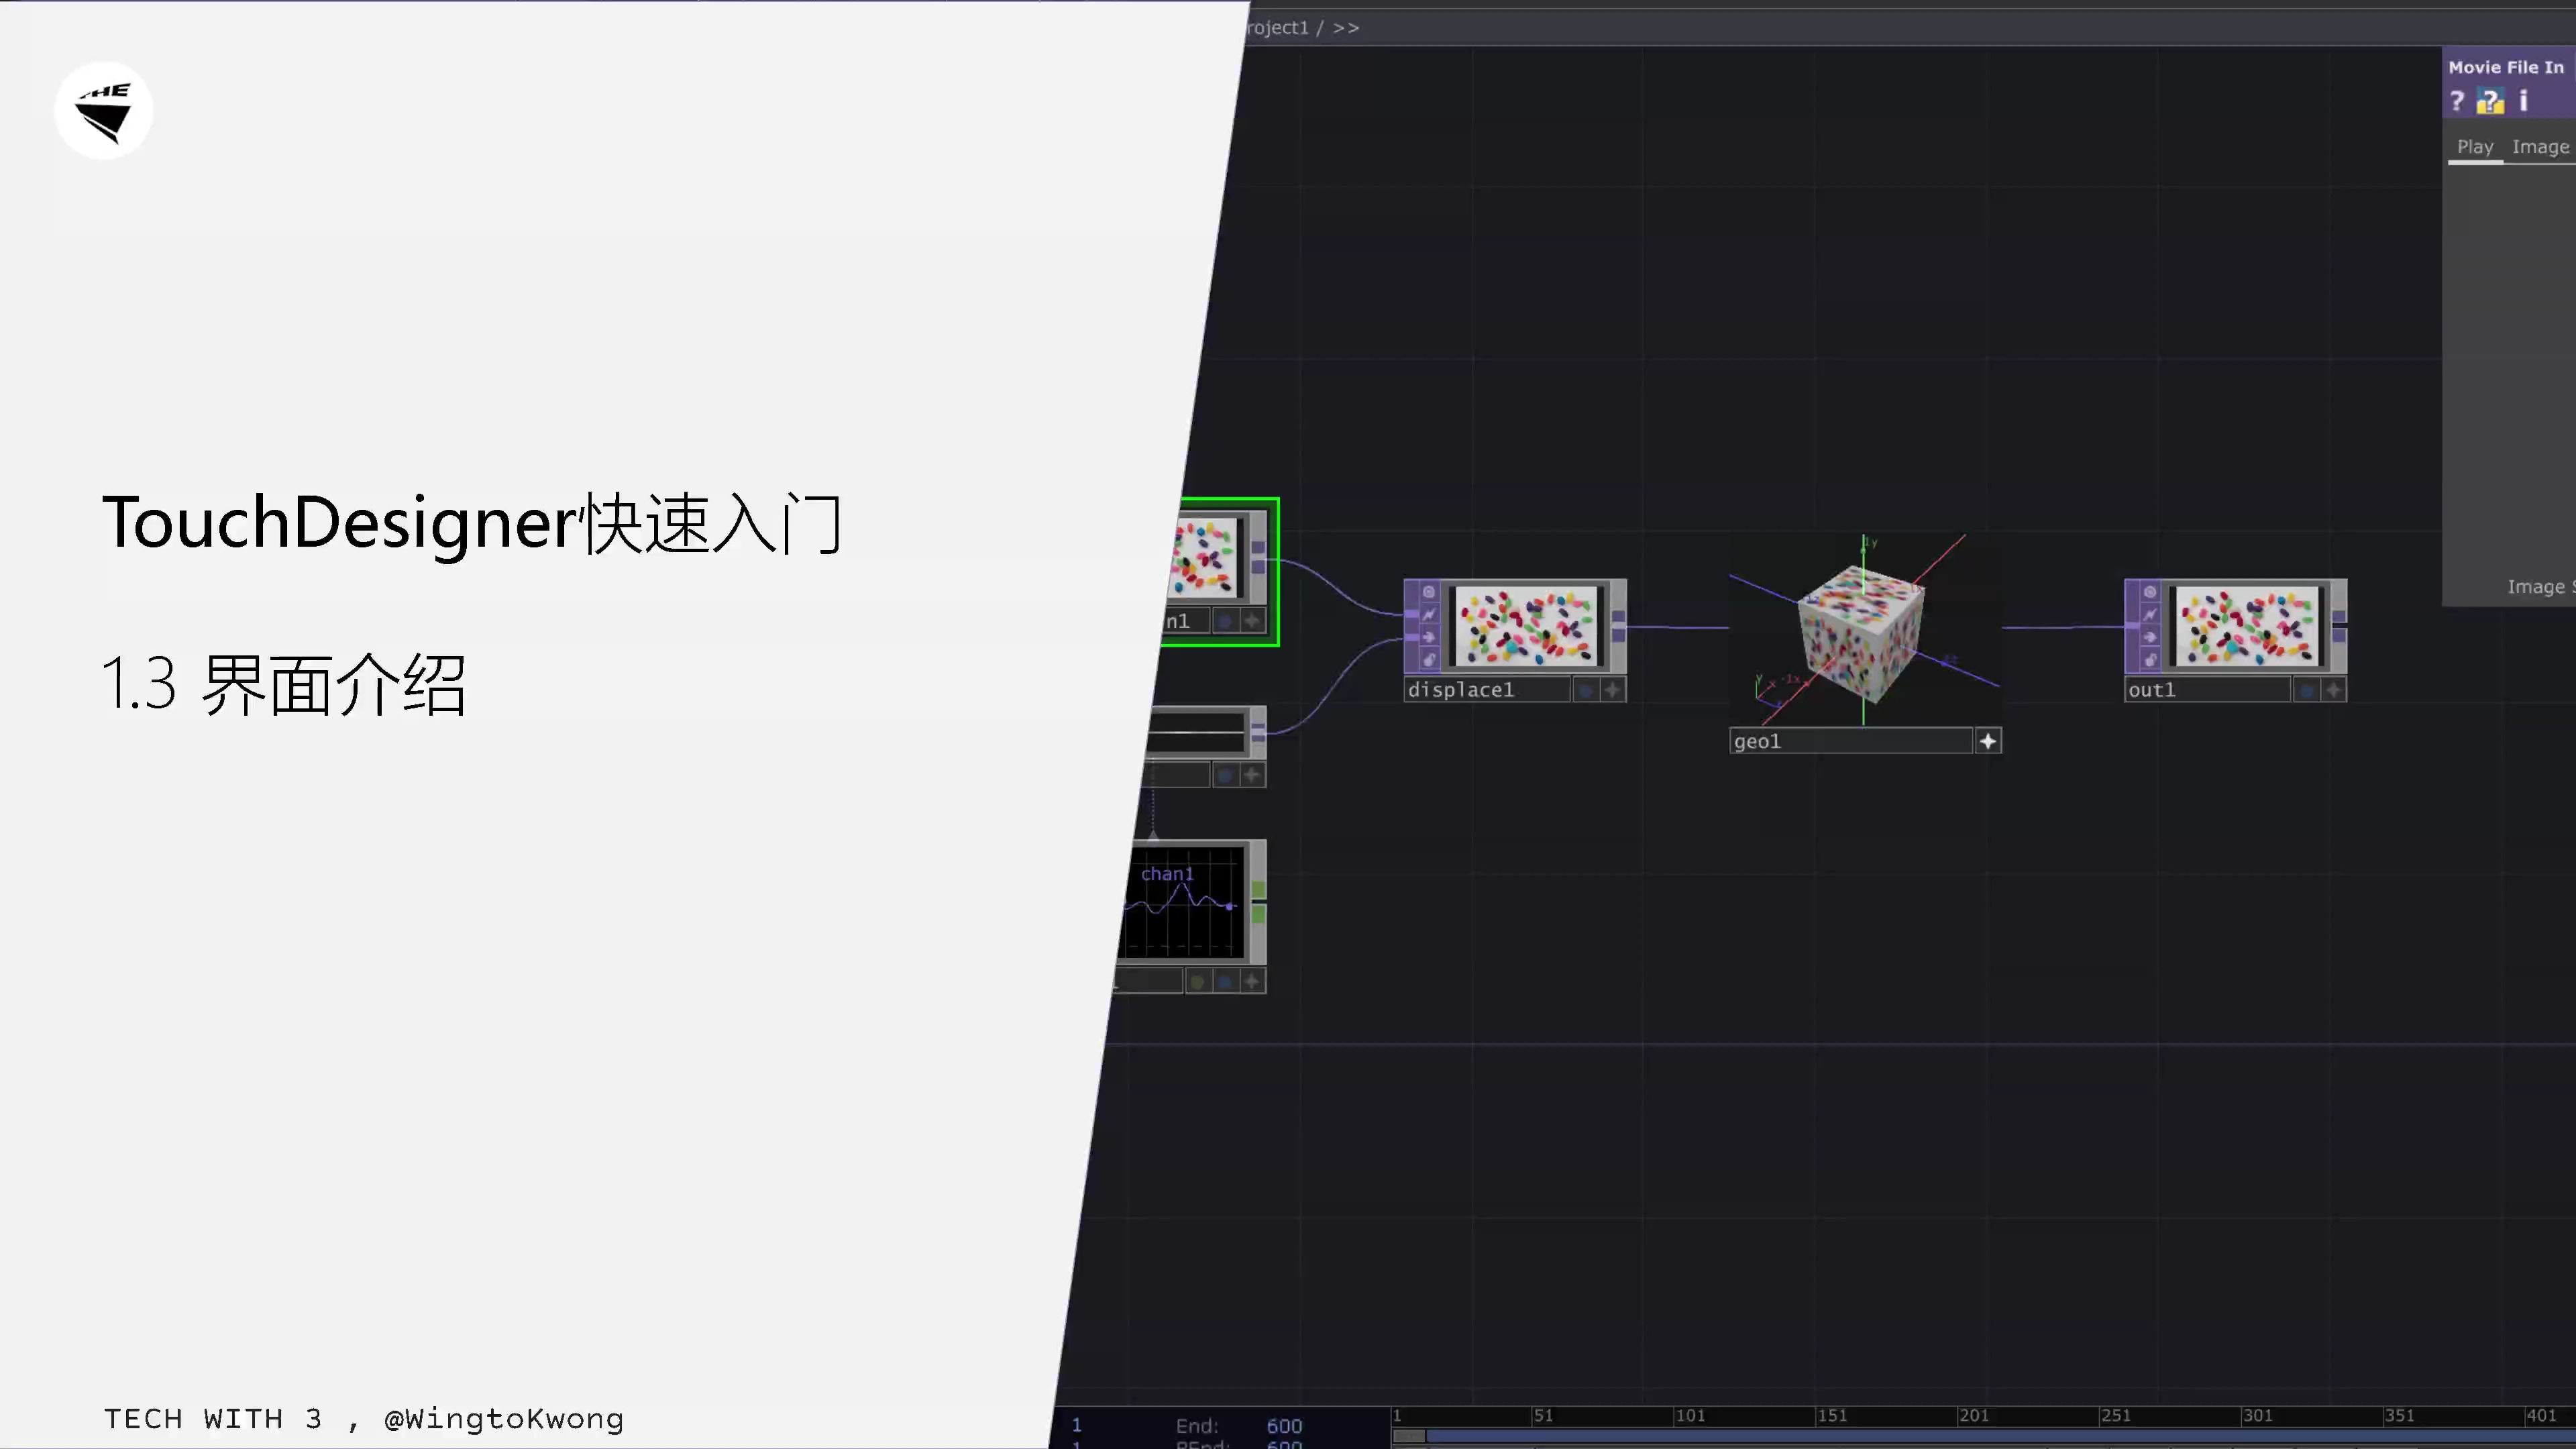 HE
TouchDesigner快速入门
1.3 界面介绍
TECH WITH 3 , @WingtoKwong
roject1 / >>
Movie File In
? ? i
Play Image
Image S
n1
displace1
geo1
out1
chan1
1 End: 600
1 51 101 151 201 251 301 351 401